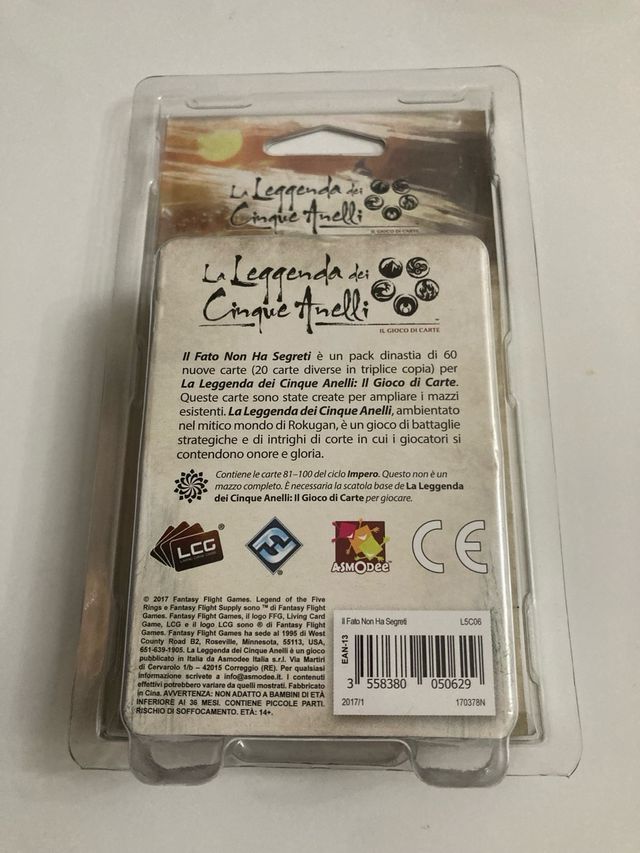 La Leggenda dei
Cinque Anelli
IL GIOCO DI CARTE
La Leggenda dei
Cinque Anelli™
IL GIOCO DI CARTE
Il Fato Non Ha Segreti è un pack dinastia di 60
nuove carte (20 carte diverse in triplice copia) per
La Leggenda dei Cinque Anelli: Il Gioco di Carte.
Queste carte sono state create per ampliare i mazzi
esistenti. La Leggenda dei Cinque Anelli, ambientato
nel mitico mondo di Rokugan, è un gioco di battaglie
strategiche e di intrighi di corte in cui i giocatori si
contendono onore e gloria.
Contiene le carte 81–100 del ciclo Impero. Questo non è un
mazzo completo. È necessaria la scatola base de La Leggenda
dei Cinque Anelli: Il Gioco di Carte per giocare.
LCG®
LIVING CARD GAME
ASMODEE
CE
© 2017 Fantasy Flight Games. Legend of the Five
Rings e Fantasy Flight Supply sono ™ di Fantasy Flight
Games. Fantasy Flight Games, il logo FFG, Living Card
Game, LCG e il logo LCG sono ® di Fantasy Flight
Games. Fantasy Flight Games ha sede al 1995 di West
County Road B2, Roseville, Minnesota, 55113, USA,
651-639-1905. La Leggenda dei Cinque Anelli è un gioco
pubblicato in Italia da Asmodee Italia s.r.l. Via Martiri
di Cervarolo 1/b – 42015 Correggio (RE). Per qualsiasi
informazione scrivete a info@asmodee.it. I contenuti
effettivi potrebbero variare da quelli mostrati. Fabbricato
in Cina. AVVERTENZA: NON ADATTO A BAMBINI DI ETÀ
INFERIORE AI 36 MESI. CONTIENE PICCOLE PARTI.
RISCHIO DI SOFFOCAMENTO. ETÀ: 14+.
Il Fato Non Ha Segreti L5C06
EAN-13
3 558380 050629
2017/1 170378N